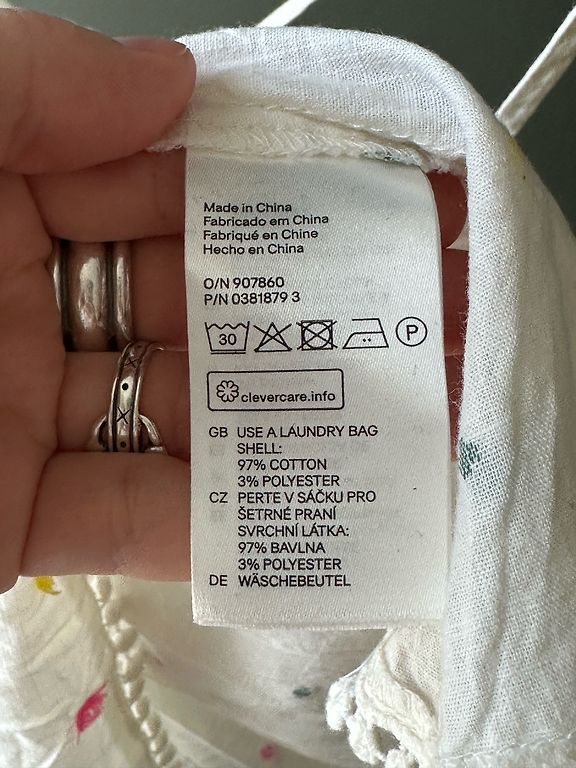 Made in China
Fabricado em China
Fabriqué en Chine
Hecho en China
O/N 907860
P/N 0381879 3
30 P
clevercare.info
GB USE A LAUNDRY BAG
SHELL:
97% COTTON
3% POLYESTER
CZ PERTE V SÁČKU PRO
ŠETRNÉ PRANÍ
SVRCHNÍ LÁTKA:
97% BAVLNA
3% POLYESTER
DE WÄSCHEBEUTEL